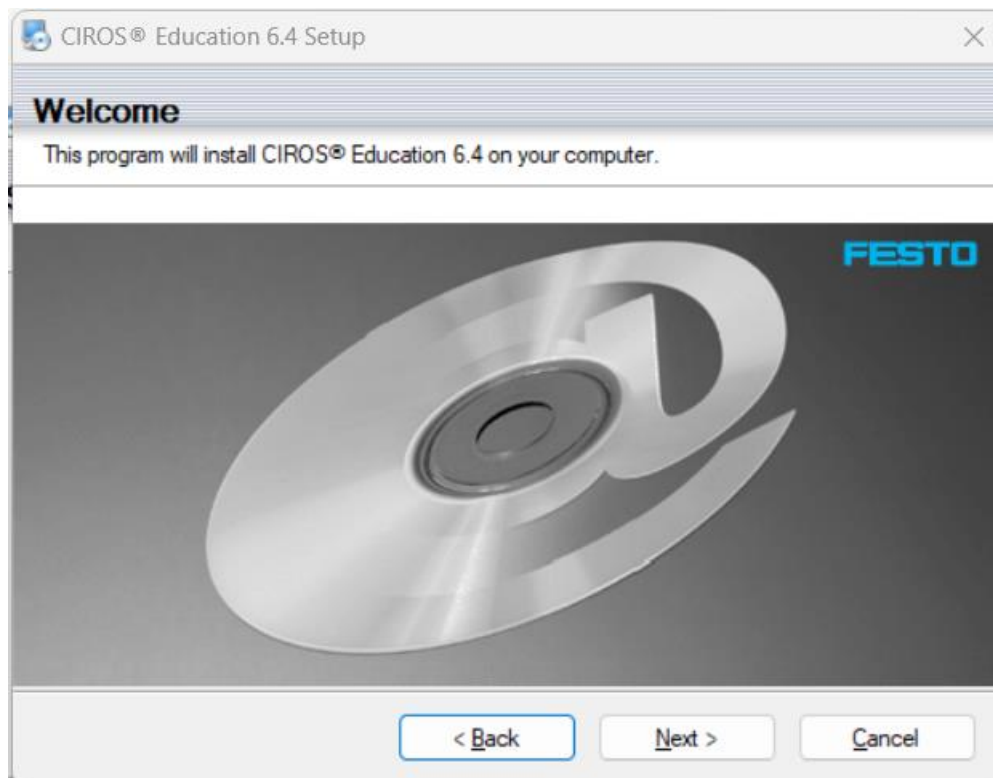 CIROS® Education 6.4 Setup
Welcome
This program will install CIROS® Education 6.4 on your computer.
FESTO
< Back
Next >
Cancel